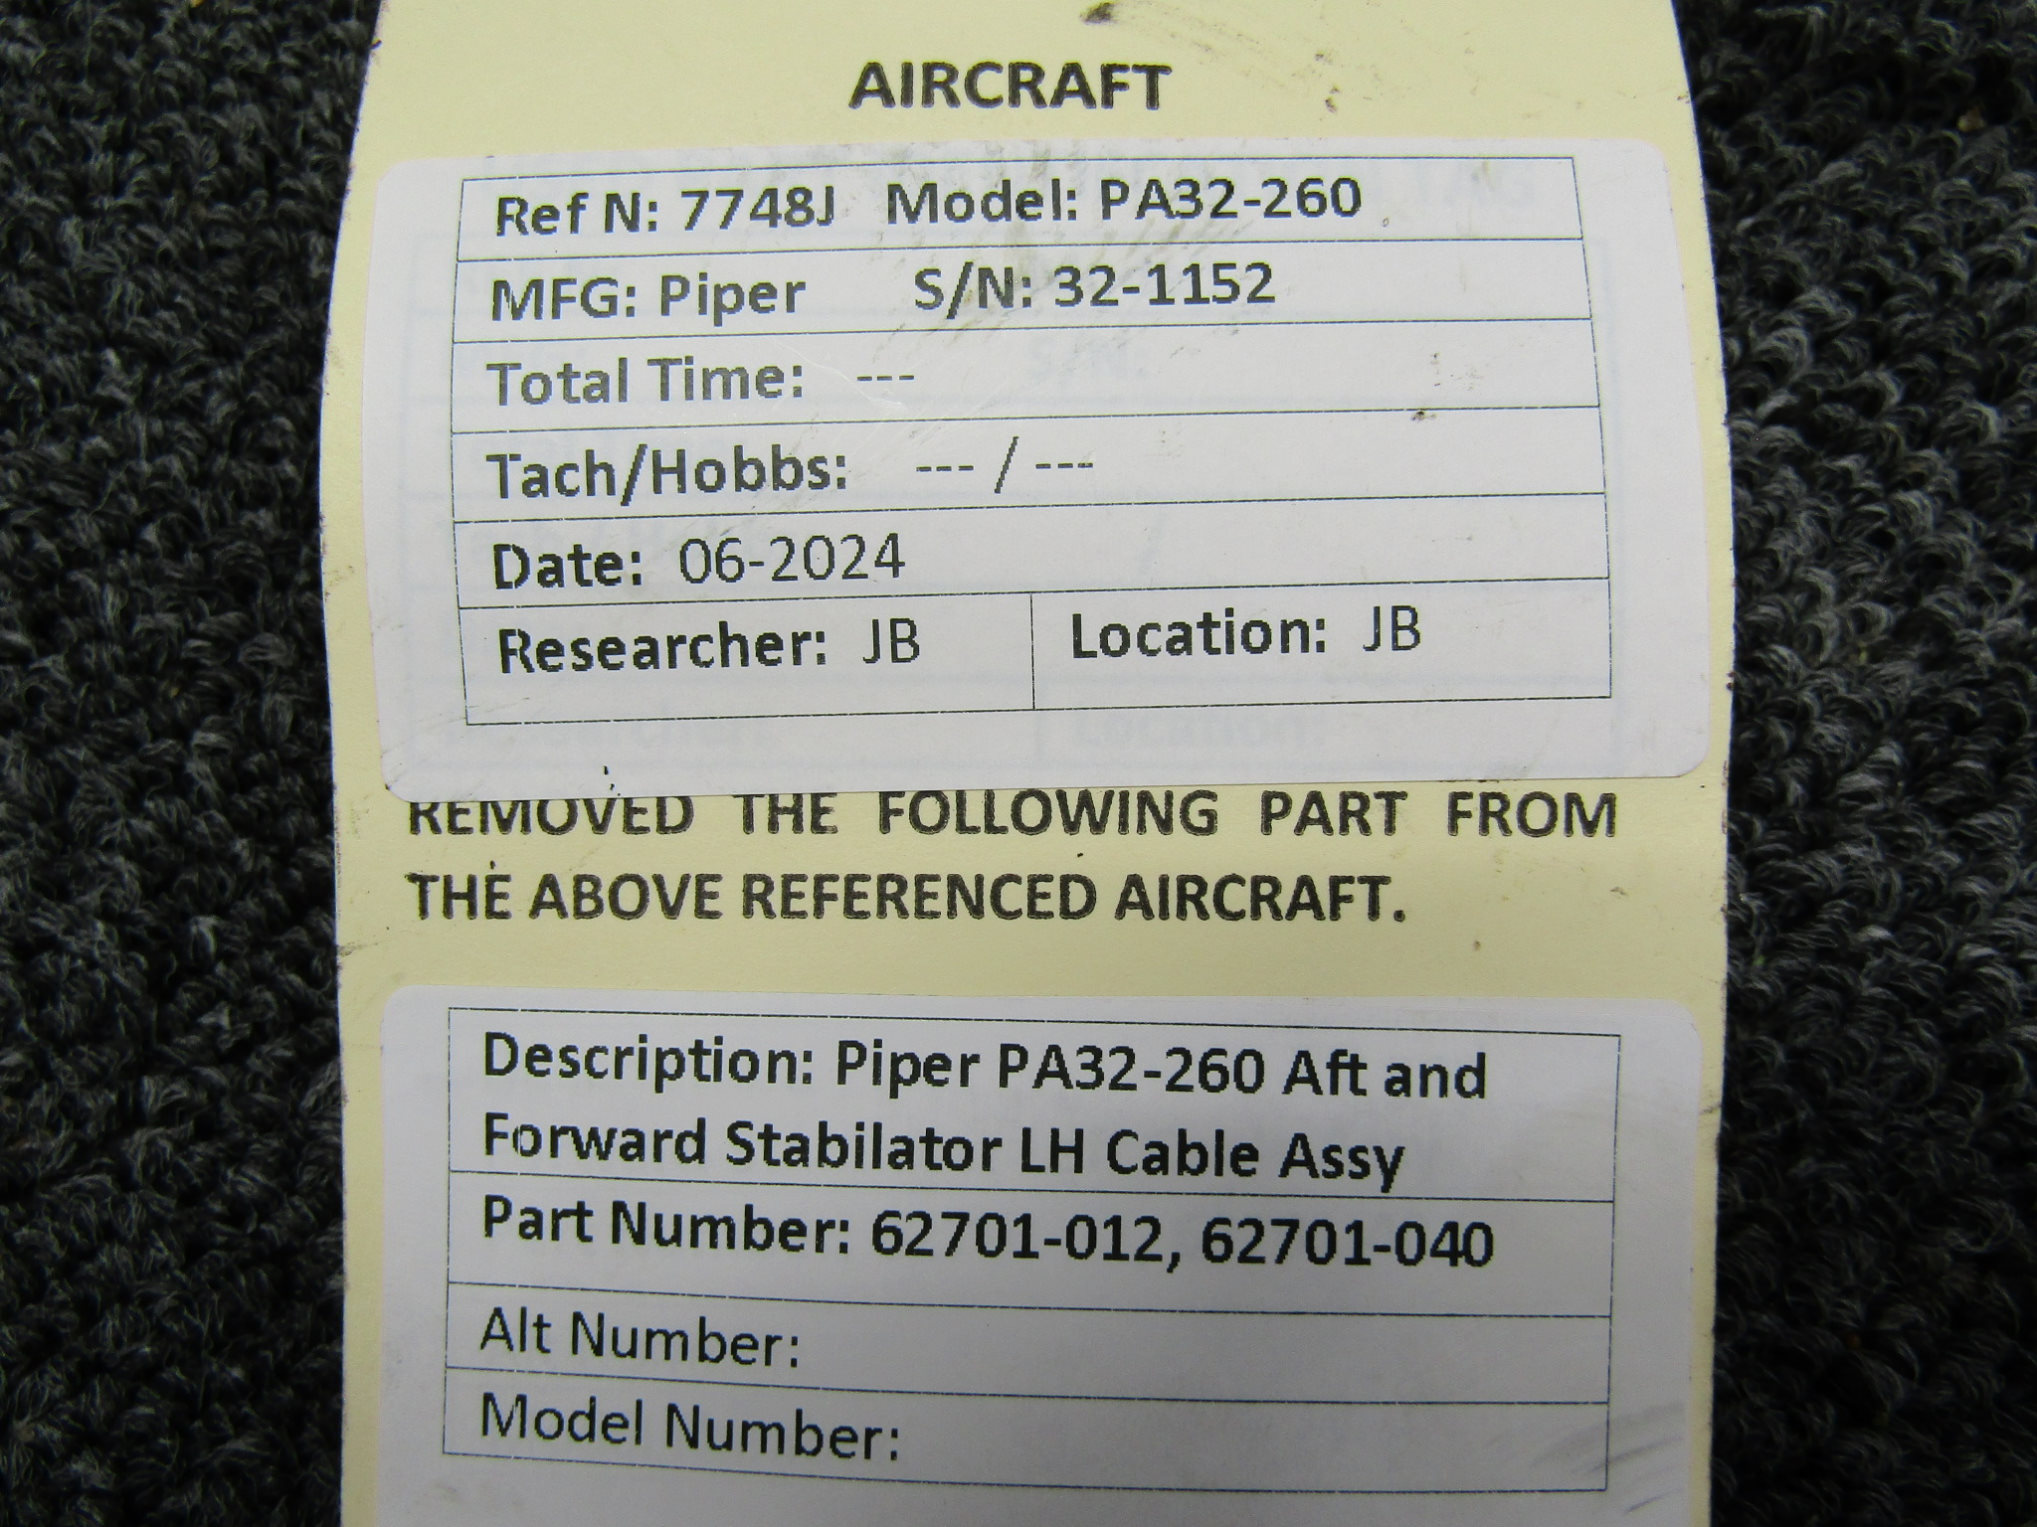 AIRCRAFT
Ref N: 7748J Model: PA32-260
MFG: Piper S/N: 32-1152
Total Time: ---
Tach/Hobbs: --- / ---
Date: 06-2024
Researcher: JB Location: JB
REMOVED THE FOLLOWING PART FROM
THE ABOVE REFERENCED AIRCRAFT.
Description: Piper PA32-260 Aft and
Forward Stabilator LH Cable Assy
Part Number: 62701-012, 62701-040
Alt Number:
Model Number: